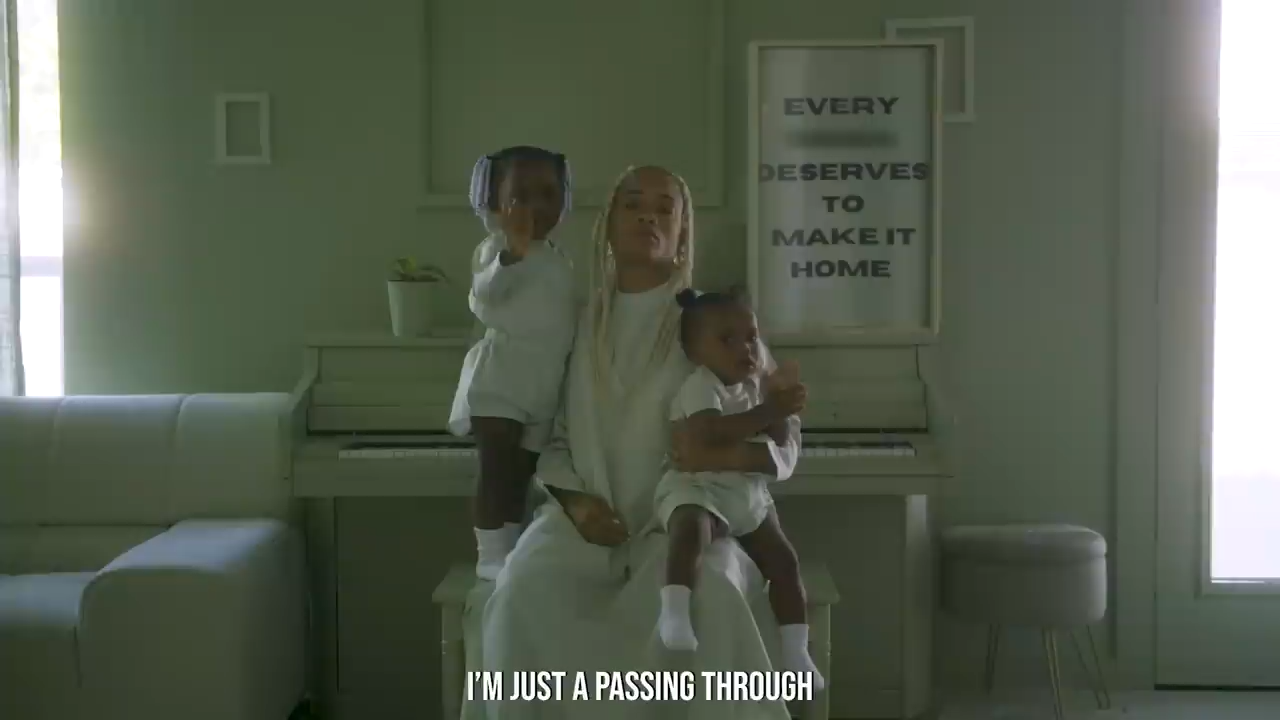 EVERY
DESERVES
TO
MAKE IT
HOME
I'M JUST A PASSING THROUGH